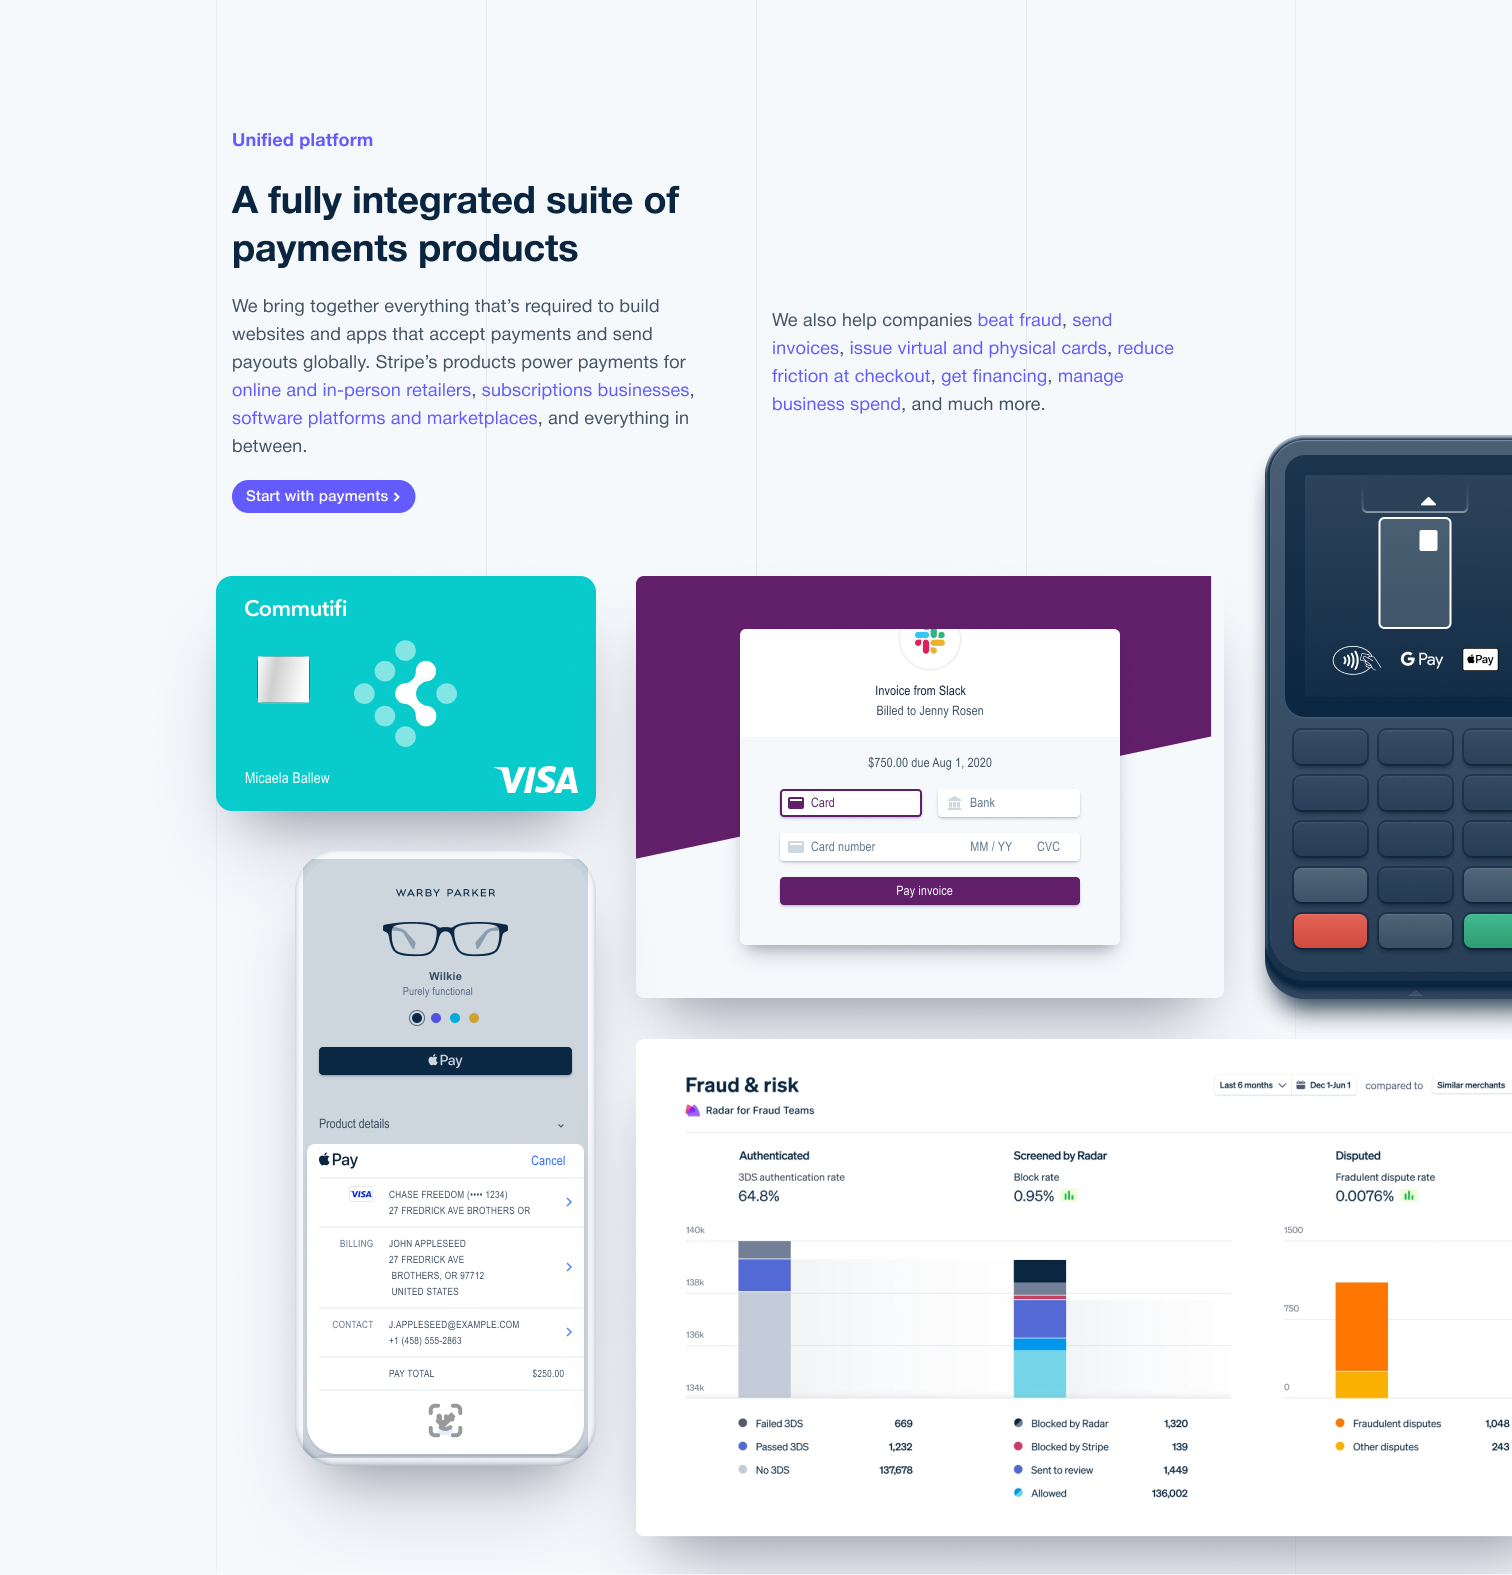 Unified platform
A fully integrated suite of
payments products
We bring together everything that’s required to build
websites and apps that accept payments and send
payouts globally. Stripe’s products power payments for
online and in-person retailers, subscriptions businesses,
software platforms and marketplaces, and everything in
between.
We also help companies beat fraud, send
invoices, issue virtual and physical cards, reduce
friction at checkout, get financing, manage
business spend, and much more.
Start with payments
Commutifi
Micaela Ballew
VISA
Invoice from Slack
Billed to Jenny Rosen
$750.00 due Aug 1, 2020
Card
Bank
Card number
MM / YY
CVC
Pay invoice
G Pay
Pay
WARBY PARKER
Wilkie
Purely functional
Pay
Product details
Pay
Cancel
VISA
CHASE FREEDOM (•••• 1234)
27 FREDRICK AVE BROTHERS OR
BILLING
JOHN APPLESEED
27 FREDRICK AVE
BROTHERS, OR 97712
UNITED STATES
CONTACT
J.APPLESEED@EXAMPLE.COM
+1 (458) 555-2863
PAY TOTAL
$250.00
Fraud & risk
Radar for Fraud Teams
Last 6 months
Dec 1-Jun 1
compared to
Similar merchants
Authenticated
3DS authentication rate
64.8%
Screened by Radar
Block rate
0.95%
Disputed
Fradulent dispute rate
0.0076%
140k
138k
136k
134k
1500
750
0
Failed 3DS 669
Passed 3DS 1,232
No 3DS 137,678
Blocked by Radar 1,320
Blocked by Stripe 139
Sent to review 1,449
Allowed 136,002
Fraudulent disputes 1,048
Other disputes 243